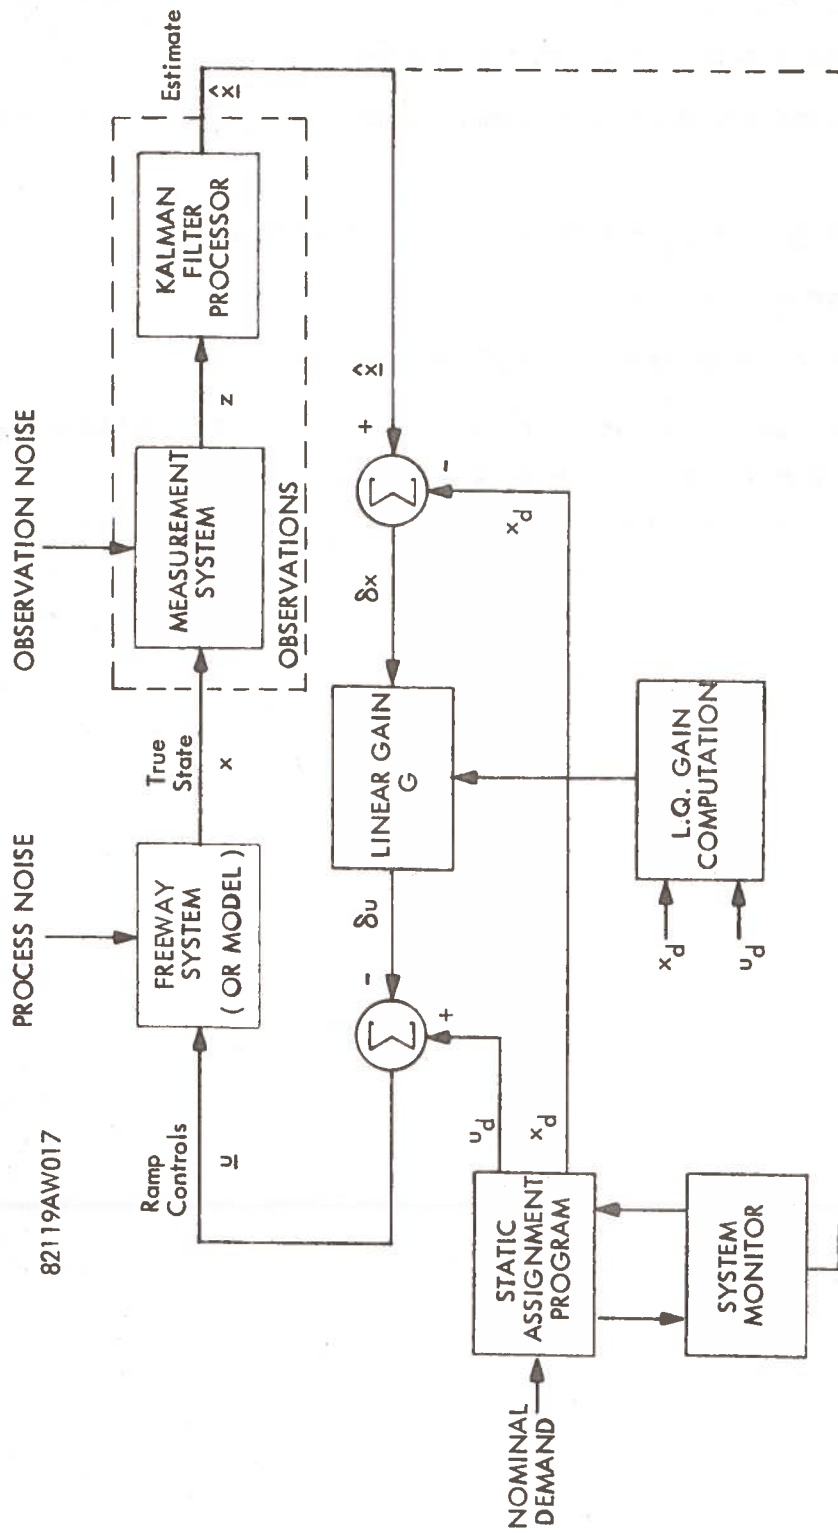 82119AW017
PROCESS NOISE
OBSERVATION NOISE
Ramp
Controls
u
FREEWAY
SYSTEM
( OR MODEL )
True
State
x
MEASUREMENT
SYSTEM
z
KALMAN
FILTER
PROCESSOR
Estimate
x̂
OBSERVATIONS
-
Σ
+
δu
LINEAR GAIN
G
δx
Σ
+
-
x̂
u_d
x_d
x_d
NOMINAL
DEMAND
STATIC
ASSIGNMENT
PROGRAM
x_d
u_d
L.Q. GAIN
COMPUTATION
SYSTEM
MONITOR